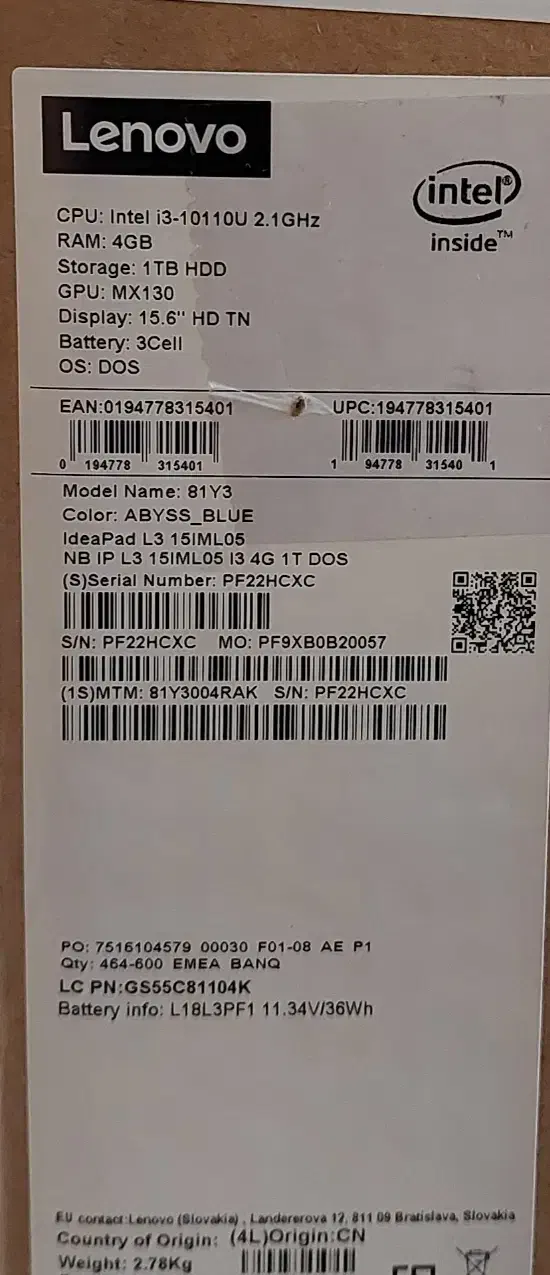 Lenovo
intel®
inside™
CPU: Intel i3-10110U 2.1GHz
RAM: 4GB
Storage: 1TB HDD
GPU: MX130
Display: 15.6" HD TN
Battery: 3Cell
OS: DOS
EAN:0194778315401 UPC:194778315401
0 194778 315401 1 94778 31540 1
Model Name: 81Y3
Color: ABYSS_BLUE
IdeaPad L3 15IML05
NB IP L3 15IML05 I3 4G 1T DOS
(S)Serial Number: PF22HCXC
S/N: PF22HCXC MO: PF9XB0B20057
(1S)MTM: 81Y3004RAK S/N: PF22HCXC
PO: 7516104579 00030 F01-08 AE P1
Qty: 464-600 EMEA BANQ
LC PN:GS55C81104K
Battery info: L18L3PF1 11.34V/36Wh
EU contact:Lenovo (Slovakia) , Landererova 12, 811 09 Bratislava, Slovakia
Country of Origin: (4L)Origin:CN
Weight: 2.78Kg